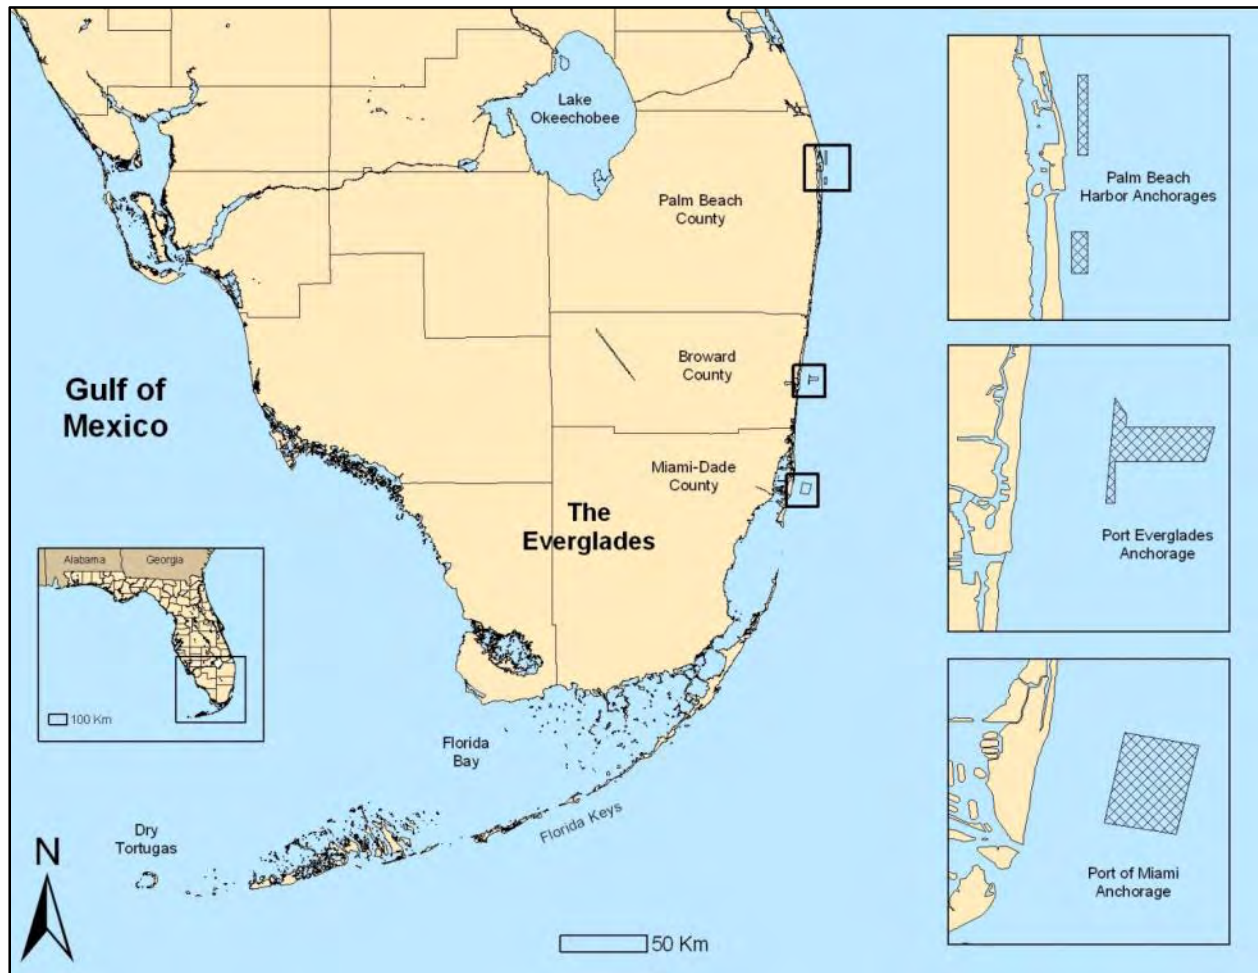 Lake
Okeechobee
Palm Beach
County
Broward
County
Miami-Dade
County
Gulf of
Mexico
The
Everglades
Alabama
Georgia
100 Km
Florida
Bay
Florida Keys
Dry
Tortugas
N
50 Km
Palm Beach
Harbor Anchorages
Port Everglades
Anchorage
Port of Miami
Anchorage